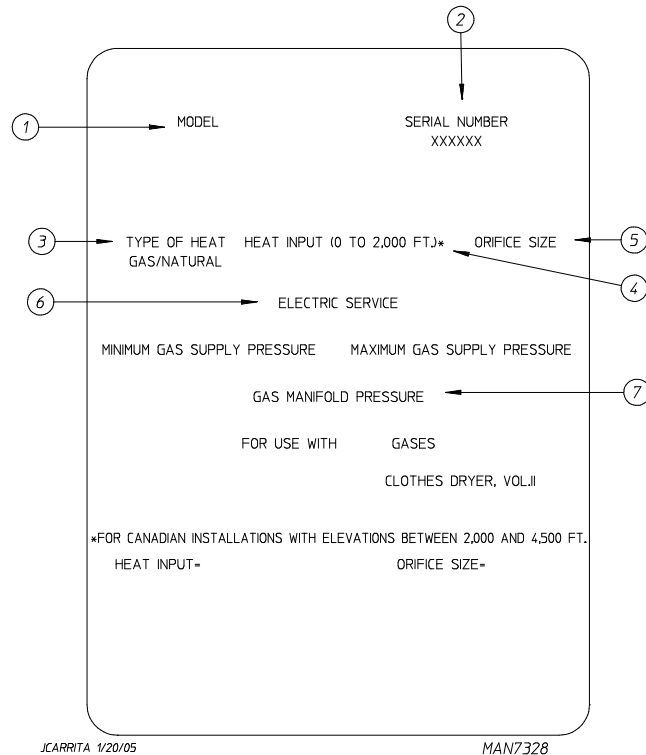 2
1
MODEL
SERIAL NUMBER
XXXXXX
3
TYPE OF HEAT
GAS/NATURAL
HEAT INPUT (0 TO 2,000 FT.)*
ORIFICE SIZE
5
4
6
ELECTRIC SERVICE
MINIMUM GAS SUPPLY PRESSURE
MAXIMUM GAS SUPPLY PRESSURE
GAS MANIFOLD PRESSURE
7
FOR USE WITH GASES
CLOTHES DRYER, VOL.II
*FOR CANADIAN INSTALLATIONS WITH ELEVATIONS BETWEEN 2,000 AND 4,500 FT.
HEAT INPUT=
ORIFICE SIZE=
JCARRITA 1/20/05
MAN7328